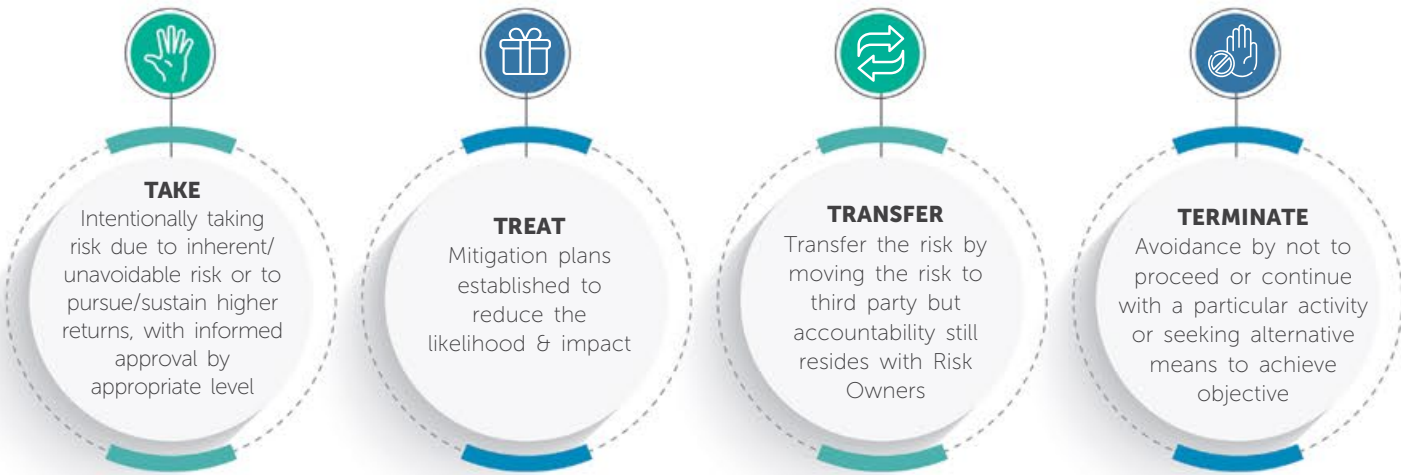 TAKE
Intentionally taking
risk due to inherent/
unavoidable risk or to
pursue/sustain higher
returns, with informed
approval by
appropriate level
TREAT
Mitigation plans
established to
reduce the
likelihood & impact
TRANSFER
Transfer the risk by
moving the risk to
third party but
accountability still
resides with Risk
Owners
TERMINATE
Avoidance by not to
proceed or continue
with a particular activity
or seeking alternative
means to achieve
objective